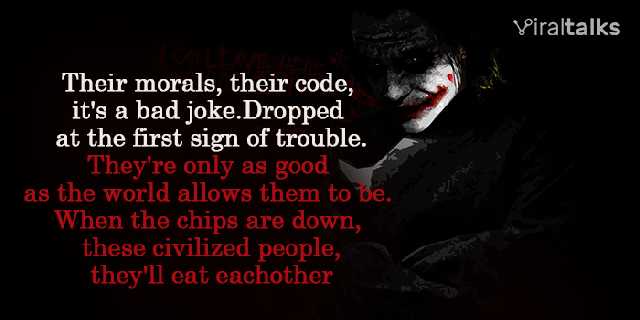 Viraltalks
Their morals, their code,
it's a bad joke.Dropped
at the first sign of trouble.
They're only as good
as the world allows them to be.
When the chips are down,
these civilized people,
they'll eat eachother